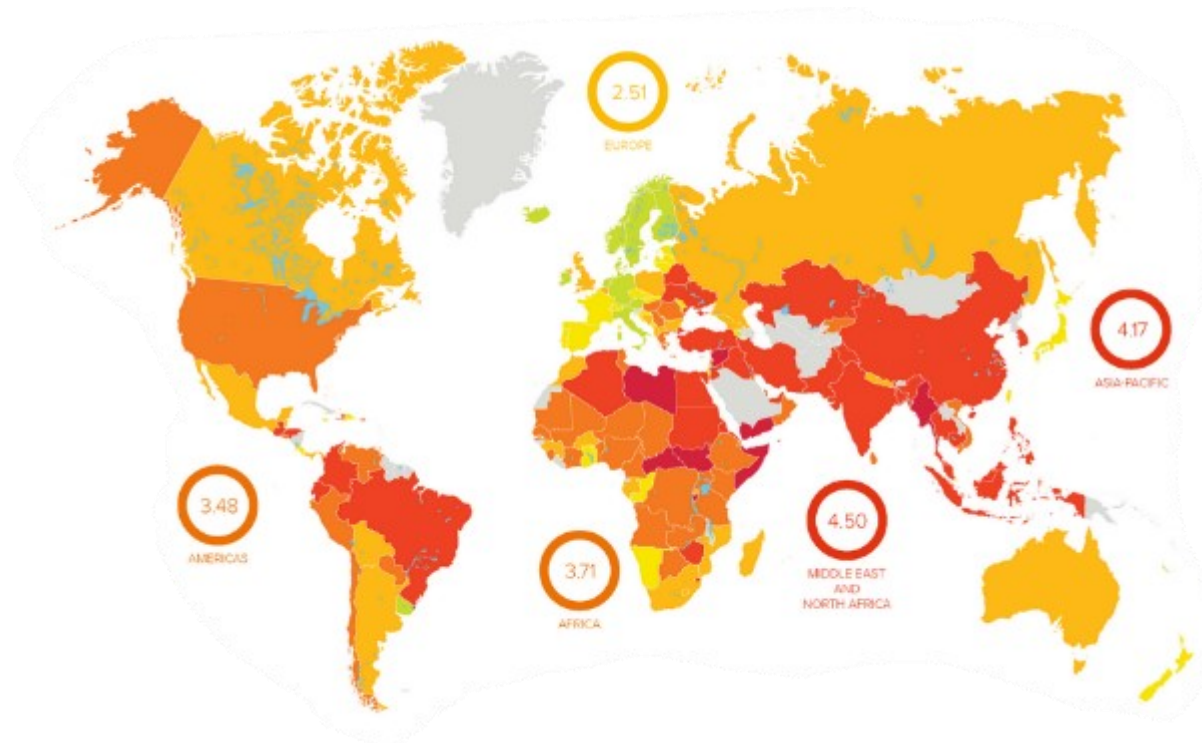 2.51
EUROPE
4.17
ASIA-PACIFIC
3.48
AMERICAS
3.71
AFRICA
4.50
MIDDLE EAST
AND
NORTH AFRICA